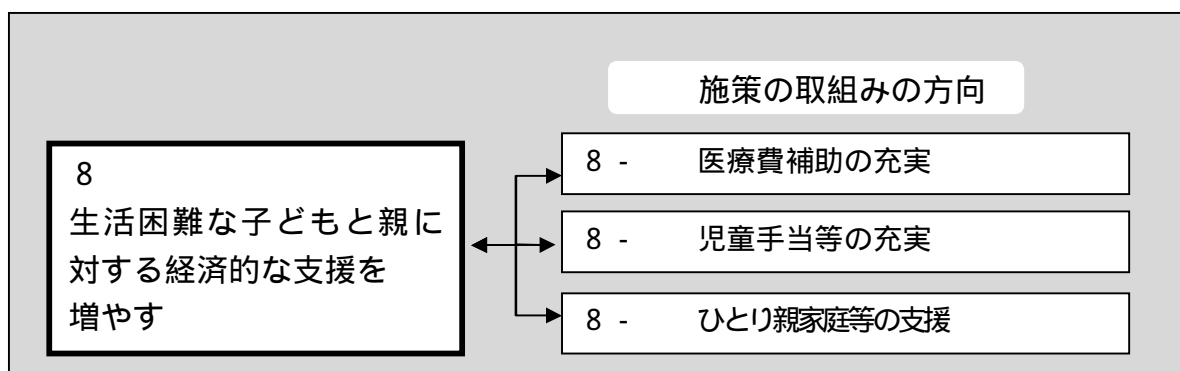 施策の取組みの方向
8
生活困難な子どもと親に
対する経済的な支援を
増やす
8 - 医療費補助の充実
8 - 児童手当等の充実
8 - ひとり親家庭等の支援